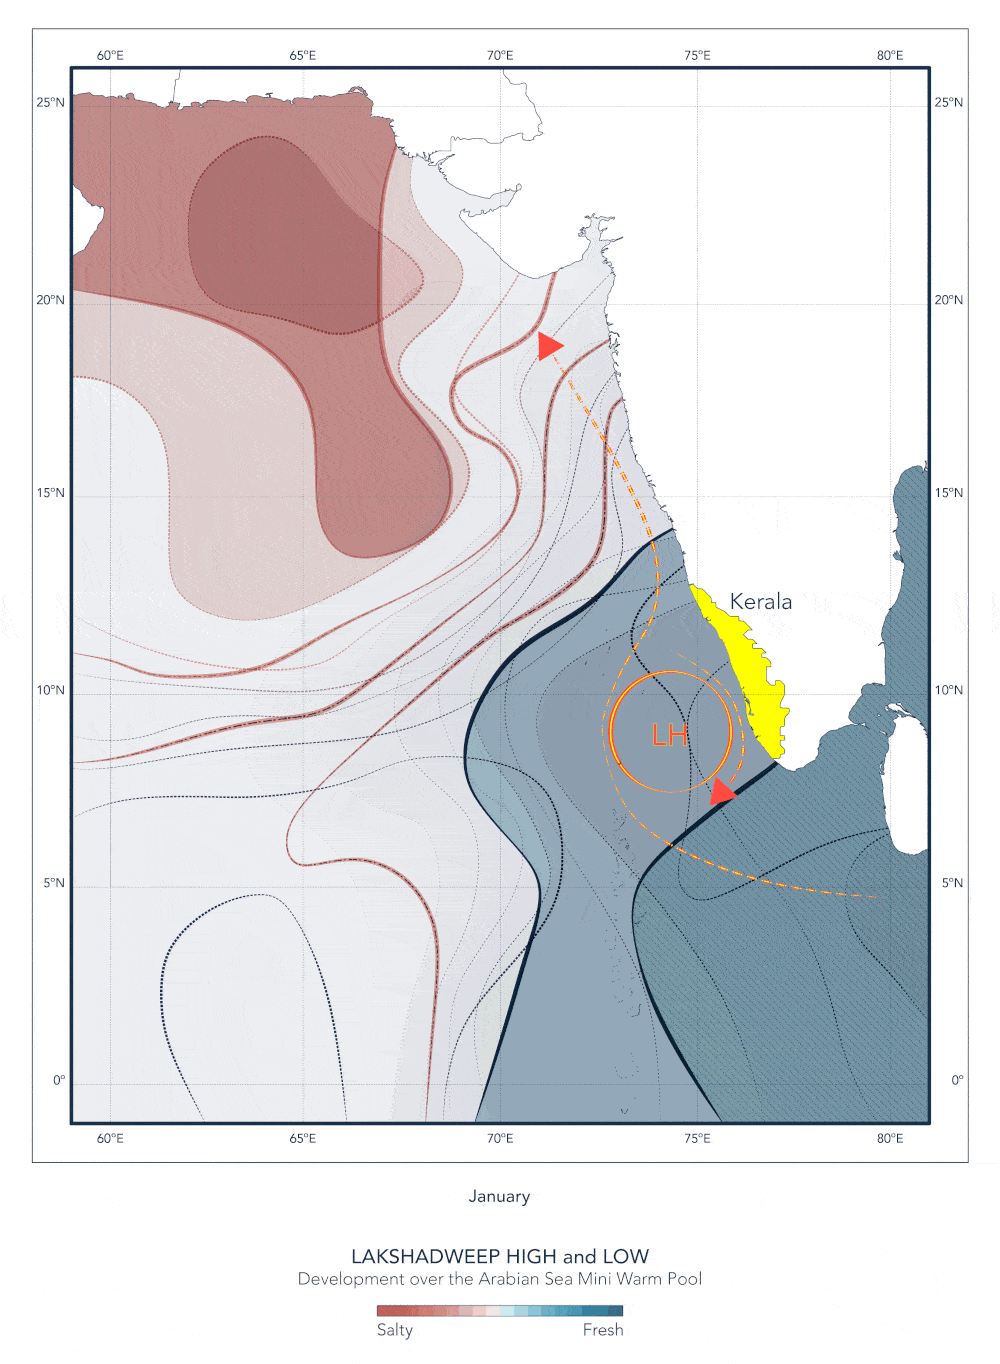 60°E 65°E 70°E 75°E 80°E
25°N 25°N
20°N 20°N
15°N 15°N
Kerala
10°N 10°N
LH
5°N 5°N
0° 0°
60°E 65°E 70°E 75°E 80°E
January
LAKSHADWEEP HIGH and LOW
Development over the Arabian Sea Mini Warm Pool
Salty Fresh